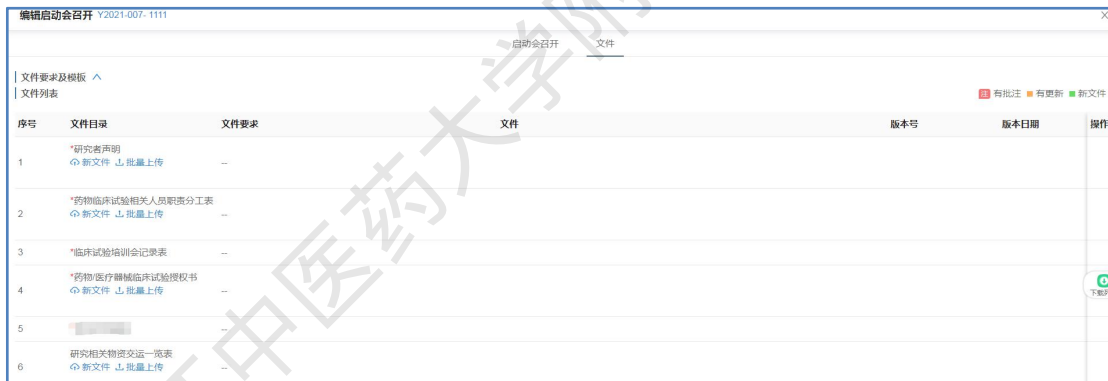 编辑启动会召开 Y2021-007- 1111
启动会召开 文件
文件要求及模板
文件列表
注 有批注 有更新 新文件
序号 文件目录 文件要求 文件 版本号 版本日期 操作
1 *研究者声明 --
新文件 批量上传
2 *药物临床试验相关人员职责分工表 --
新文件 批量上传
3 *临床试验培训会记录表 --
4 *药物/医疗器械临床试验授权书 --
新文件 批量上传
5 --
6 研究相关物资交运一览表 --
新文件 批量上传
中医药大学附